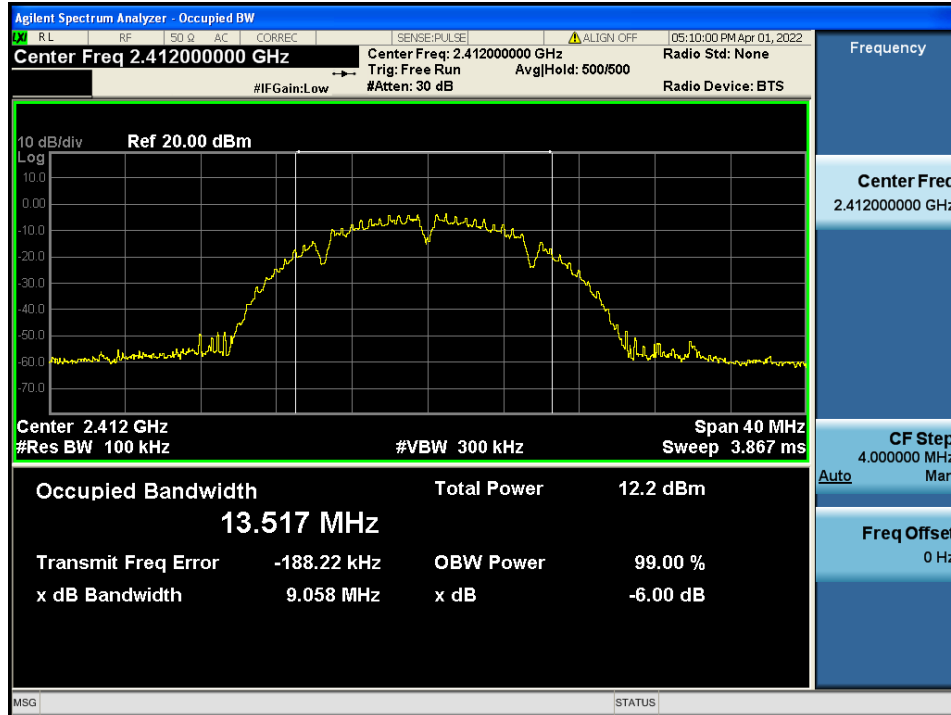 Agilent Spectrum Analyzer - Occupied BW
LXI RL RF 50 Ω AC CORREC SENSE:PULSE ALIGN OFF 05:10:00 PM Apr 01, 2022
Center Freq 2.412000000 GHz
Center Freq: 2.412000000 GHz Radio Std: None
Trig: Free Run Avg|Hold: 500/500
#IFGain:Low #Atten: 30 dB Radio Device: BTS
10 dB/div Ref 20.00 dBm
Log
10.0
0.00
-10.0
-20.0
-30.0
-40.0
-50.0
-60.0
-70.0
Center 2.412 GHz Span 40 MHz
#Res BW 100 kHz #VBW 300 kHz Sweep 3.867 ms
Occupied Bandwidth Total Power 12.2 dBm
13.517 MHz
Transmit Freq Error -188.22 kHz OBW Power 99.00 %
x dB Bandwidth 9.058 MHz x dB -6.00 dB
MSG STATUS
Frequency
Center Freq
2.412000000 GHz
CF Step
4.000000 MHz
Auto Man
Freq Offset
0 Hz